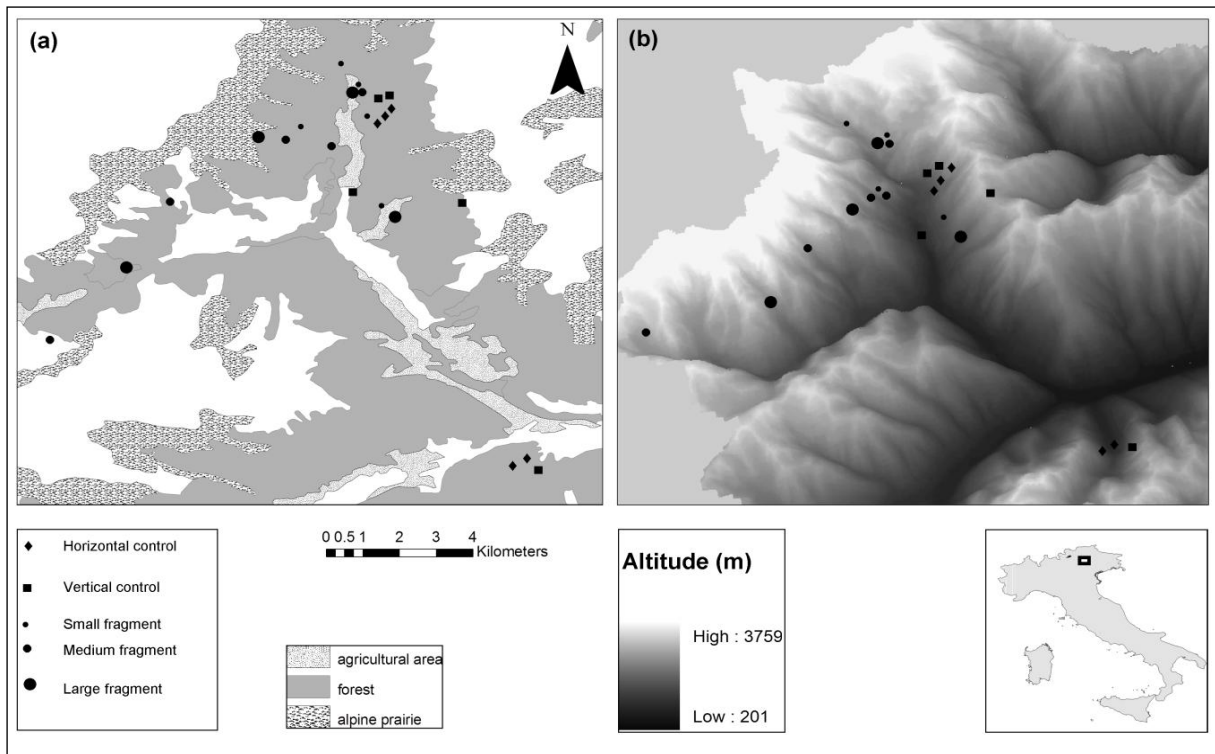 (a)
N
(b)
Horizontal control
Vertical control
Small fragment
Medium fragment
Large fragment
0 0.5 1 2 3 4
Kilometers
agricultural area
forest
alpine prairie
Altitude (m)
High : 3759
Low : 201